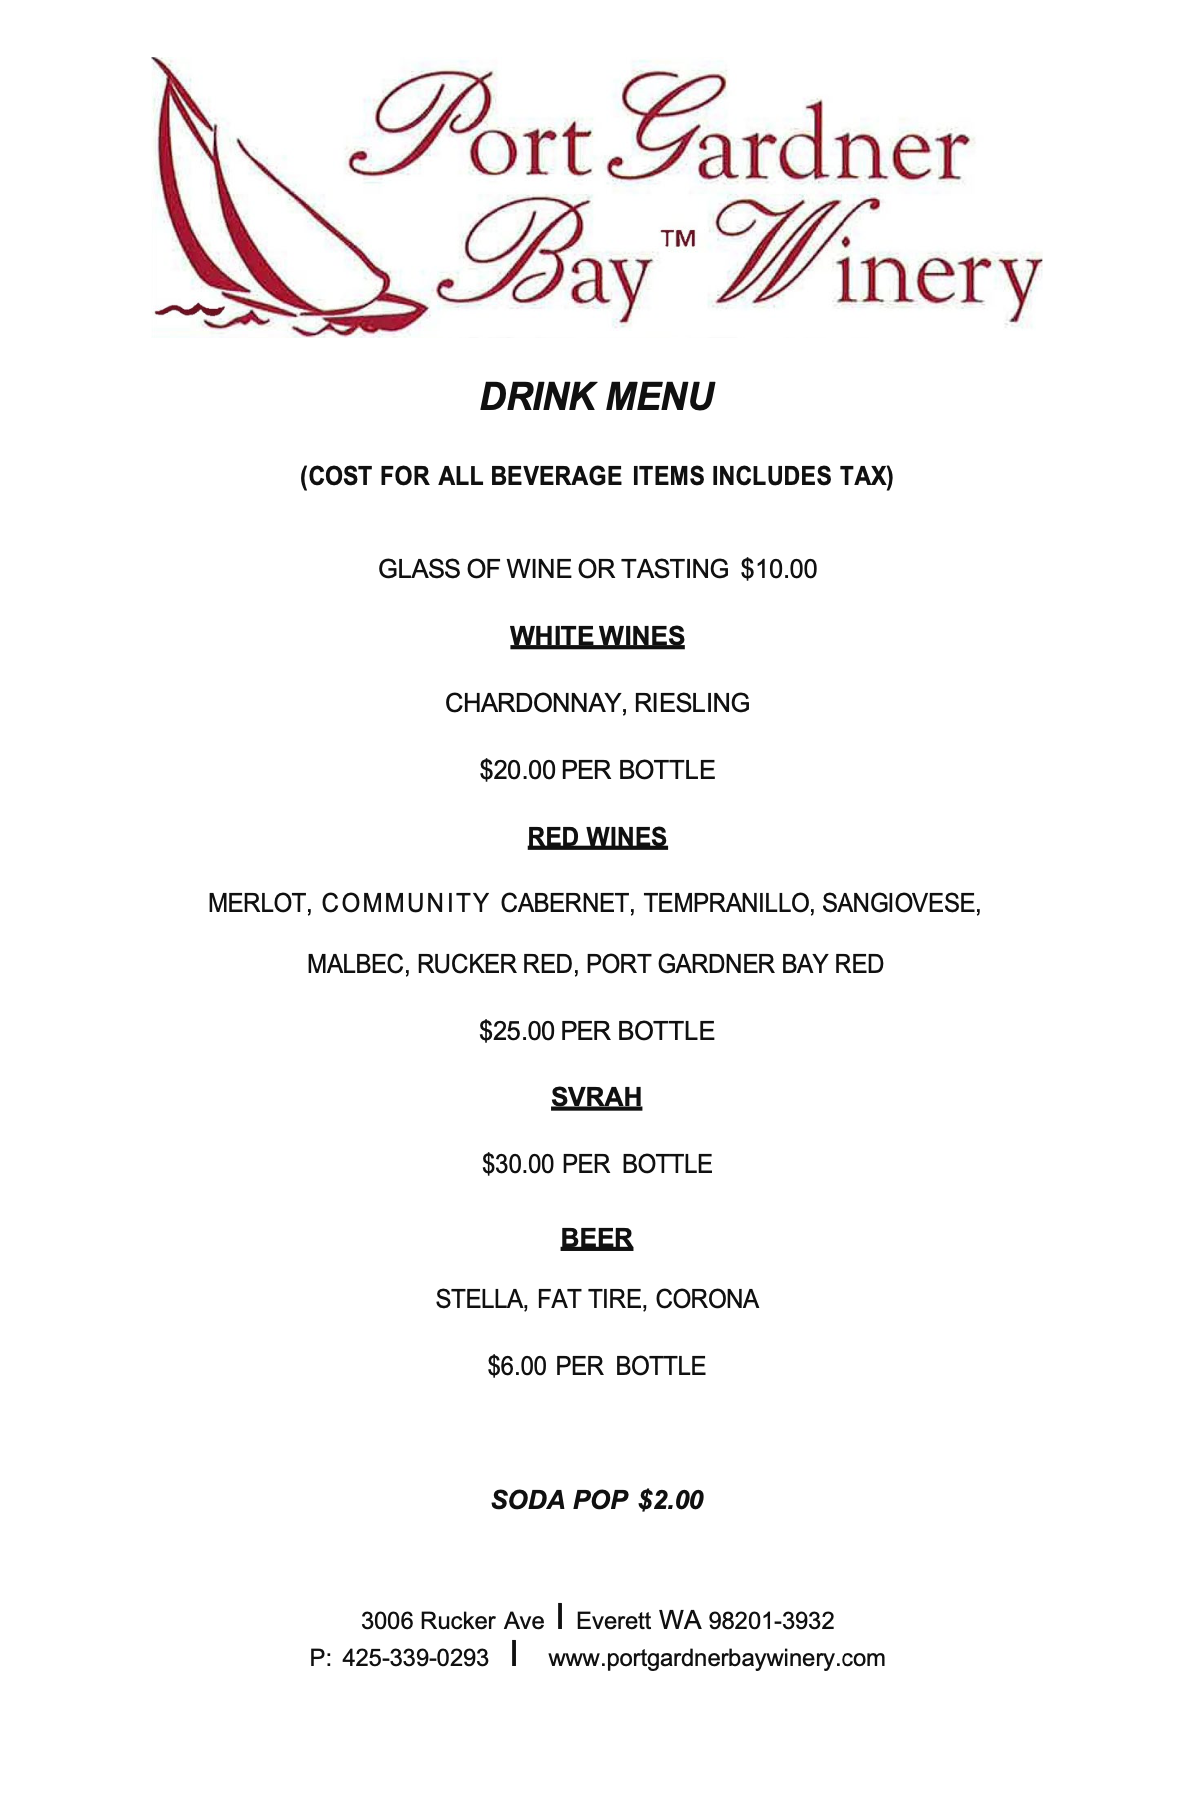 Port Gardner
Bay™ Winery
DRINK MENU
(COST FOR ALL BEVERAGE ITEMS INCLUDES TAX)
GLASS OF WINE OR TASTING $10.00
WHITE WINES
CHARDONNAY, RIESLING
$20.00 PER BOTTLE
RED WINES
MERLOT, COMMUNITY CABERNET, TEMPRANILLO, SANGIOVESE,
MALBEC, RUCKER RED, PORT GARDNER BAY RED
$25.00 PER BOTTLE
SVRAH
$30.00 PER BOTTLE
BEER
STELLA, FAT TIRE, CORONA
$6.00 PER BOTTLE
SODA POP $2.00
3006 Rucker Ave | Everett WA 98201-3932
P: 425-339-0293 | www.portgardnerbaywinery.com